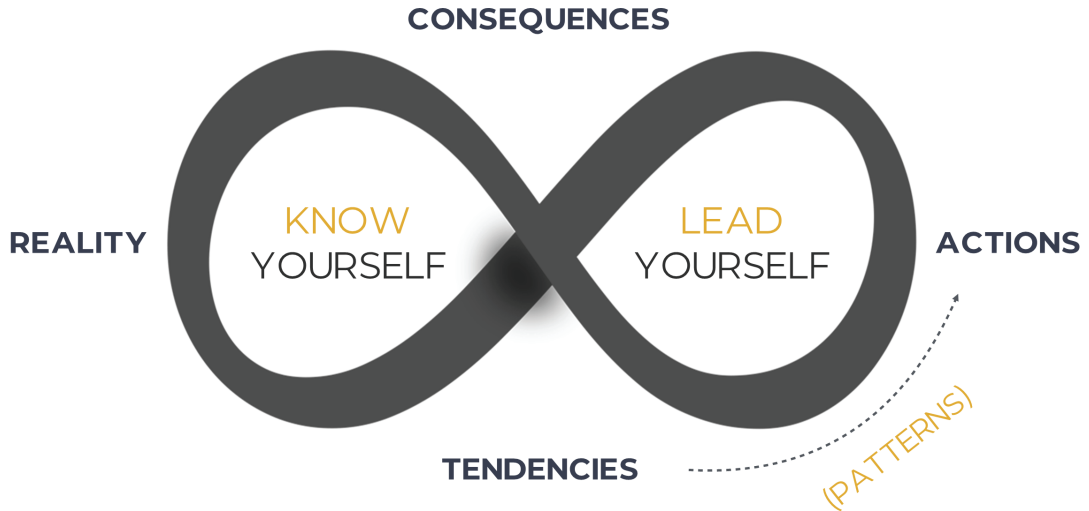 CONSEQUENCES
KNOW
YOURSELF
LEAD
YOURSELF
REALITY
ACTIONS
TENDENCIES
(PATTERNS)